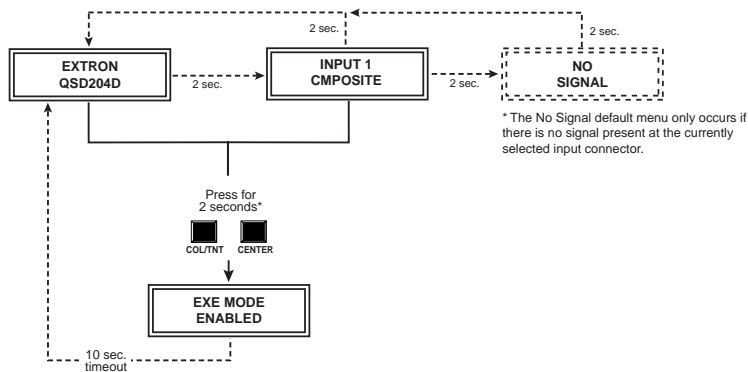 2 sec.
2 sec.
EXTRON
QSD204D
2 sec.
INPUT 1
CMPOSITE
2 sec.
NO
SIGNAL
* The No Signal default menu only occurs if
there is no signal present at the currently
selected input connector.
Press for
2 seconds*
COL/TNT
CENTER
EXE MODE
ENABLED
10 sec.
timeout